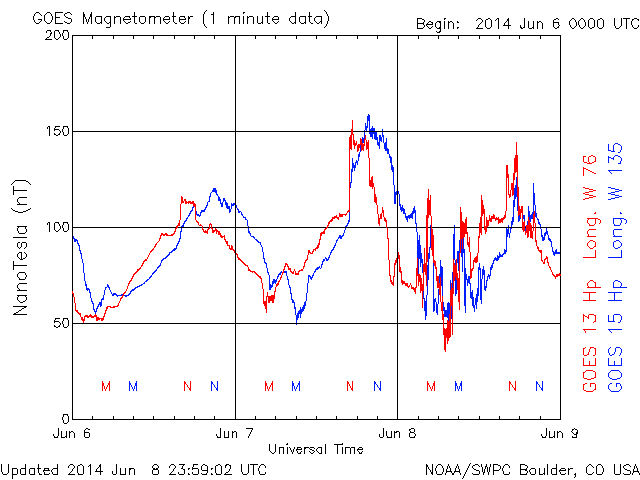 GOES Magnetometer (1 minute data)
Begin: 2014 Jun 6 0000 UTC
200
150
100
50
0
NanoTesla (nT)
M M N N M M N N M M N N
Jun 6 Jun 7 Jun 8 Jun 9
Universal Time
GOES 13 Hp Long. W 76
GOES 15 Hp Long. W 135
Updated 2014 Jun 8 23:59:02 UTC
NOAA/SWPC Boulder, CO USA